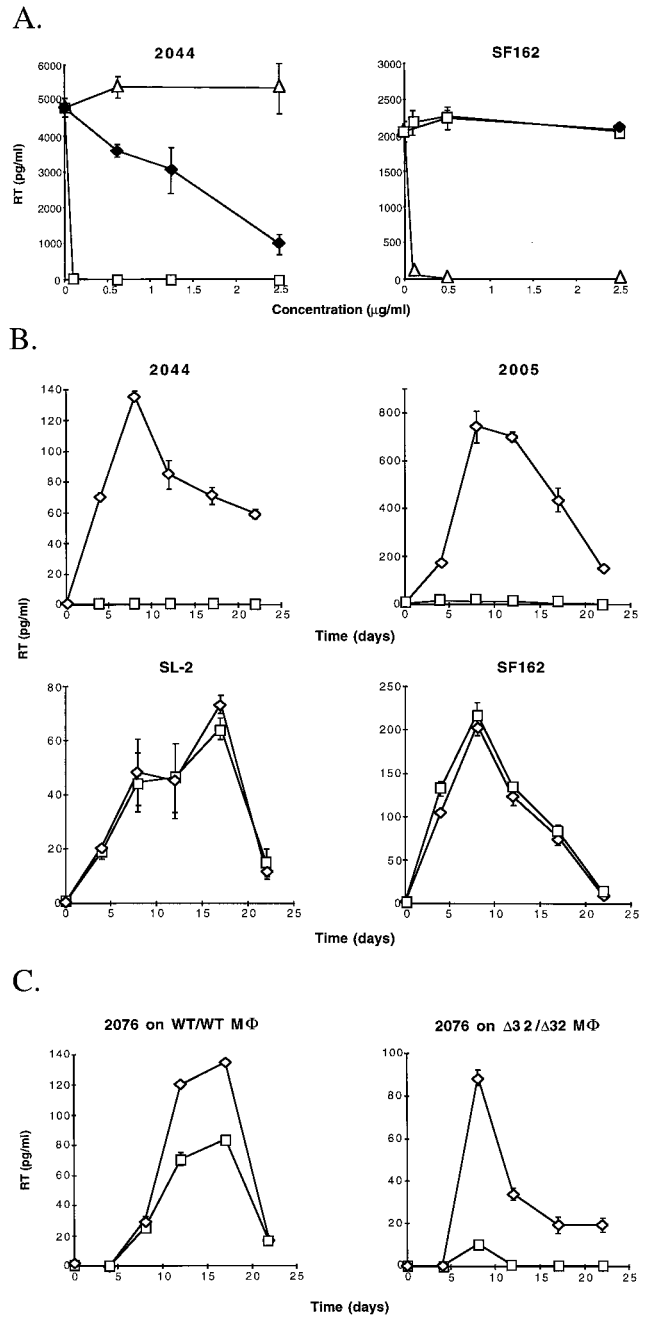 A.
2044
SF162
RT (pg/ml)
6000
5000
4000
3000
2000
1000
0
0 0.5 1 1.5 2 2.5
3000
2500
2000
1500
1000
500
0
0 0.5 1 1.5 2 2.5
Concentration (μg/ml)
B.
2044
2005
140
120
100
80
60
40
20
0
0 5 10 15 20 25
800
600
400
200
0
0 5 10 15 20 25
RT (pg/ml)
Time (days)
SL-2
SF162
80
60
40
20
0
0 5 10 15 20 25
250
200
150
100
50
0
0 5 10 15 20 25
Time (days)
C.
2076 on WT/WT MΦ
2076 on Δ32/Δ32 MΦ
RT (pg/ml)
140
120
100
80
60
40
20
0
0 5 10 15 20 25
100
80
60
40
20
0
0 5 10 15 20 25
Time (days)